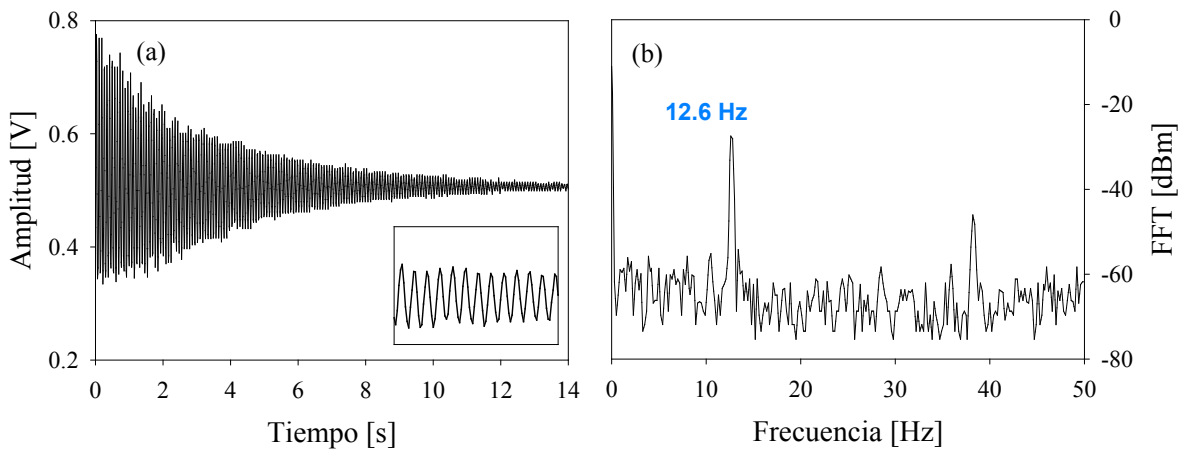 (a)
Amplitud [V]
0.8
0.6
0.4
0.2
0 2 4 6 8 10 12 14
Tiempo [s]
(b)
12.6 Hz
0
-20
-40
-60
-80
FFT [dBm]
0 10 20 30 40 50
Frecuencia [Hz]